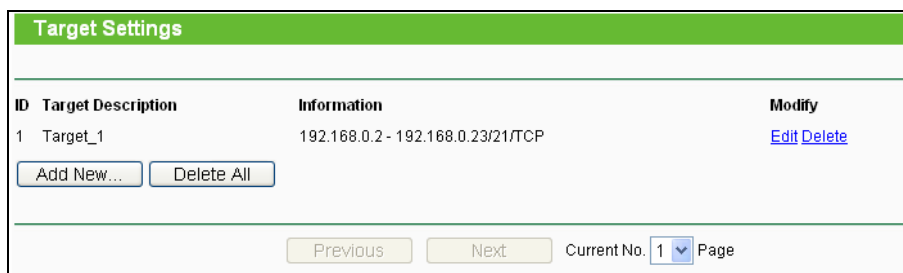 Target Settings
ID Target Description Information Modify
1 Target_1 192.168.0.2 - 192.168.0.23/21/TCP Edit Delete
Add New... Delete All
Previous Next Current No. 1 Page